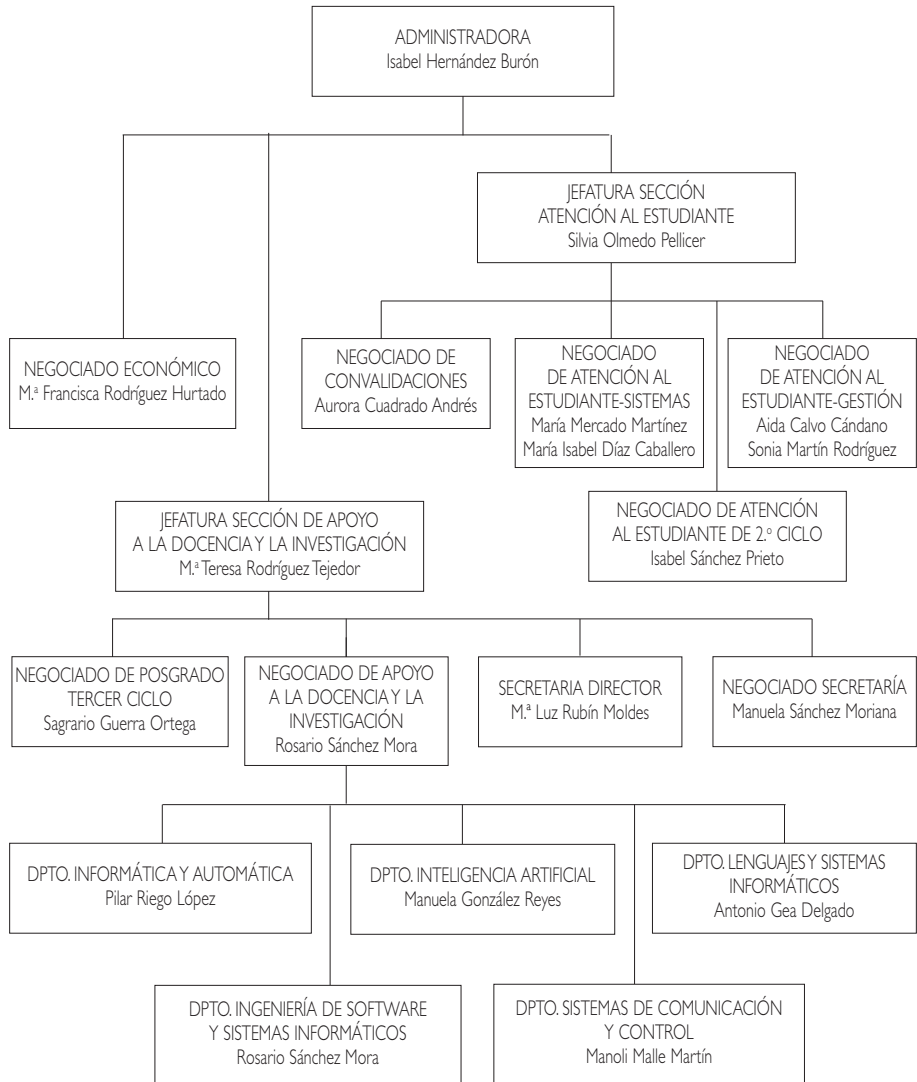 ADMINISTRADORA
Isabel Hernández Burón
JEFATURA SECCIÓN
ATENCIÓN AL ESTUDIANTE
Silvia Olmedo Pellicer
NEGOCIADO ECONÓMICO
M.ª Francisca Rodríguez Hurtado
NEGOCIADO DE
CONVALIDACIONES
Aurora Cuadrado Andrés
NEGOCIADO
DE ATENCIÓN AL
ESTUDIANTE-SISTEMAS
María Mercado Martínez
María Isabel Díaz Caballero
NEGOCIADO
DE ATENCIÓN AL
ESTUDIANTE-GESTIÓN
Aida Calvo Cándano
Sonia Martín Rodríguez
NEGOCIADO DE ATENCIÓN
AL ESTUDIANTE DE 2.º CICLO
Isabel Sánchez Prieto
JEFATURA SECCIÓN DE APOYO
A LA DOCENCIA Y LA INVESTIGACIÓN
M.ª Teresa Rodríguez Tejedor
NEGOCIADO DE POSGRADO
TERCER CICLO
Sagrario Guerra Ortega
NEGOCIADO DE APOYO
A LA DOCENCIA Y LA
INVESTIGACIÓN
Rosario Sánchez Mora
SECRETARIA DIRECTOR
M.ª Luz Rubín Moldes
NEGOCIADO SECRETARÍA
Manuela Sánchez Moriana
DPTO. INFORMÁTICA Y AUTOMÁTICA
Pilar Riego López
DPTO. INTELIGENCIA ARTIFICIAL
Manuela González Reyes
DPTO. LENGUAJES Y SISTEMAS
INFORMÁTICOS
Antonio Gea Delgado
DPTO. INGENIERÍA DE SOFTWARE
Y SISTEMAS INFORMÁTICOS
Rosario Sánchez Mora
DPTO. SISTEMAS DE COMUNICACIÓN
Y CONTROL
Manoli Malle Martín